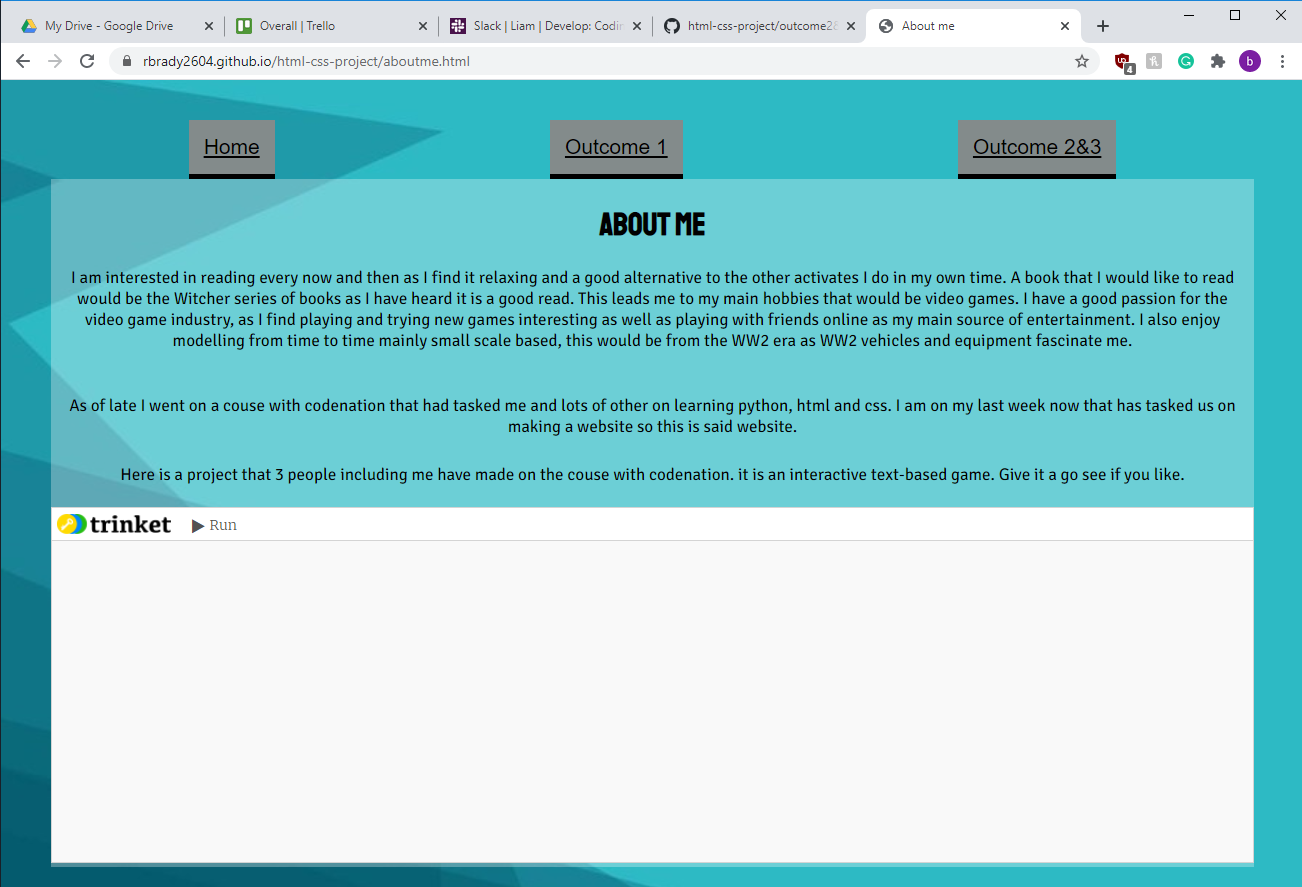 My Drive - Google Drive
Overall | Trello
Slack | Liam | Develop: Codin
html-css-project/outcome2&
About me
rbrady2604.github.io/html-css-project/aboutme.html
4
b
Home
Outcome 1
Outcome 2&3
ABOUT ME
I am interested in reading every now and then as I find it relaxing and a good alternative to the other activates I do in my own time. A book that I would like to read
would be the Witcher series of books as I have heard it is a good read. This leads me to my main hobbies that would be video games. I have a good passion for the
video game industry, as I find playing and trying new games interesting as well as playing with friends online as my main source of entertainment. I also enjoy
modelling from time to time mainly small scale based, this would be from the WW2 era as WW2 vehicles and equipment fascinate me.
As of late I went on a couse with codenation that had tasked me and lots of other on learning python, html and css. I am on my last week now that has tasked us on
making a website so this is said website.
Here is a project that 3 people including me have made on the couse with codenation. it is an interactive text-based game. Give it a go see if you like.
trinket
Run